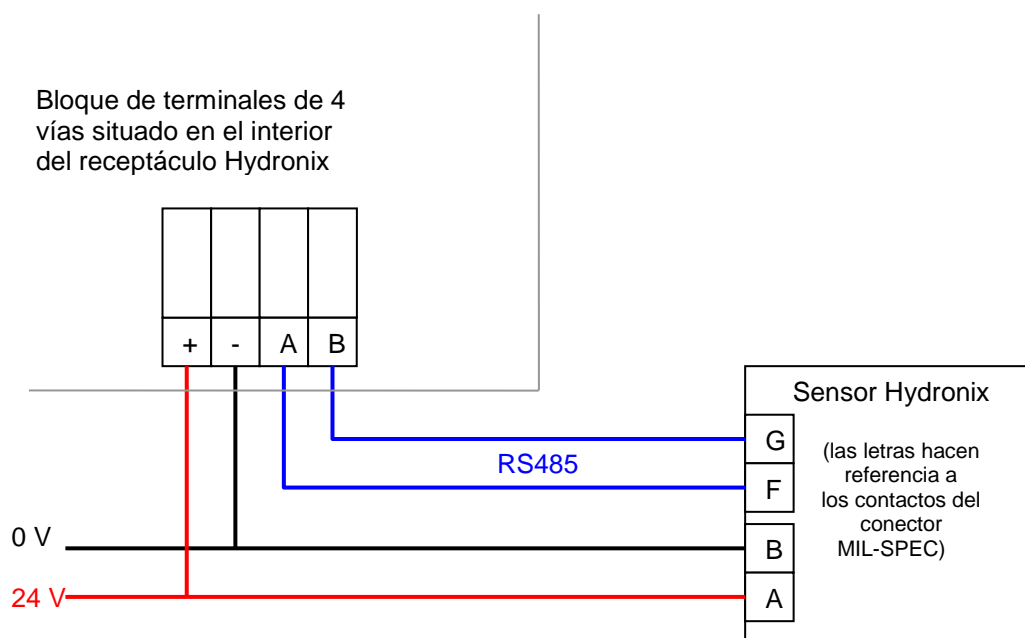 Bloque de terminales de 4
vías situado en el interior
del receptáculo Hydronix
+ - A B
Sensor Hydronix
(las letras hacen
referencia a
los contactos del
conector
MIL-SPEC)
G
RS485
F
0 V
B
24 V
A